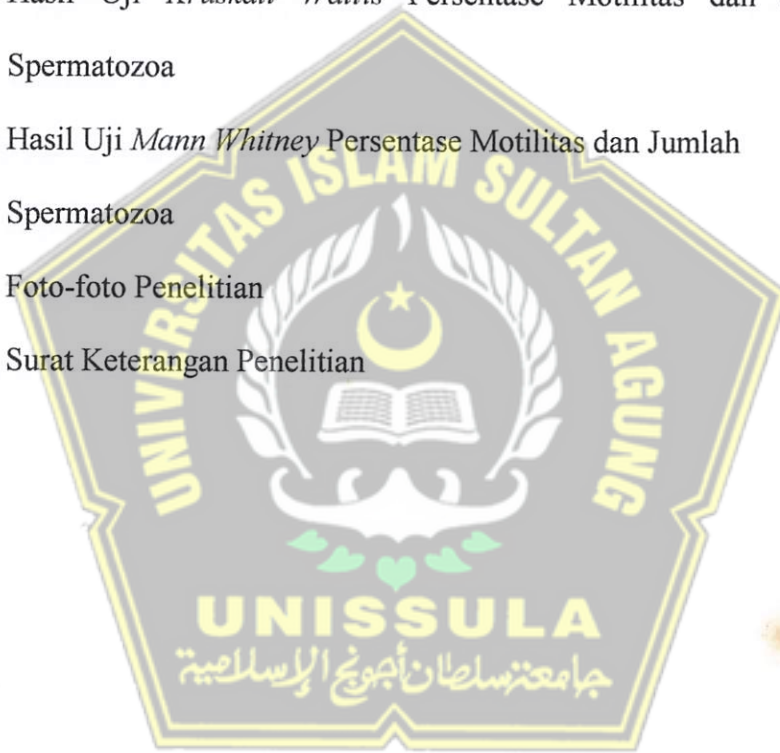 Hasil Uji Kruskall Wallis Persentase Motilitas dan
Spermatozoa
Hasil Uji Mann Whitney Persentase Motilitas dan Jumlah
Spermatozoa
Foto-foto Penelitian
Surat Keterangan Penelitian
UNIVERSITAS ISLAM SULTAN AGUNG
UNISSULA
جامعة سلطان أجونج الإسلامية